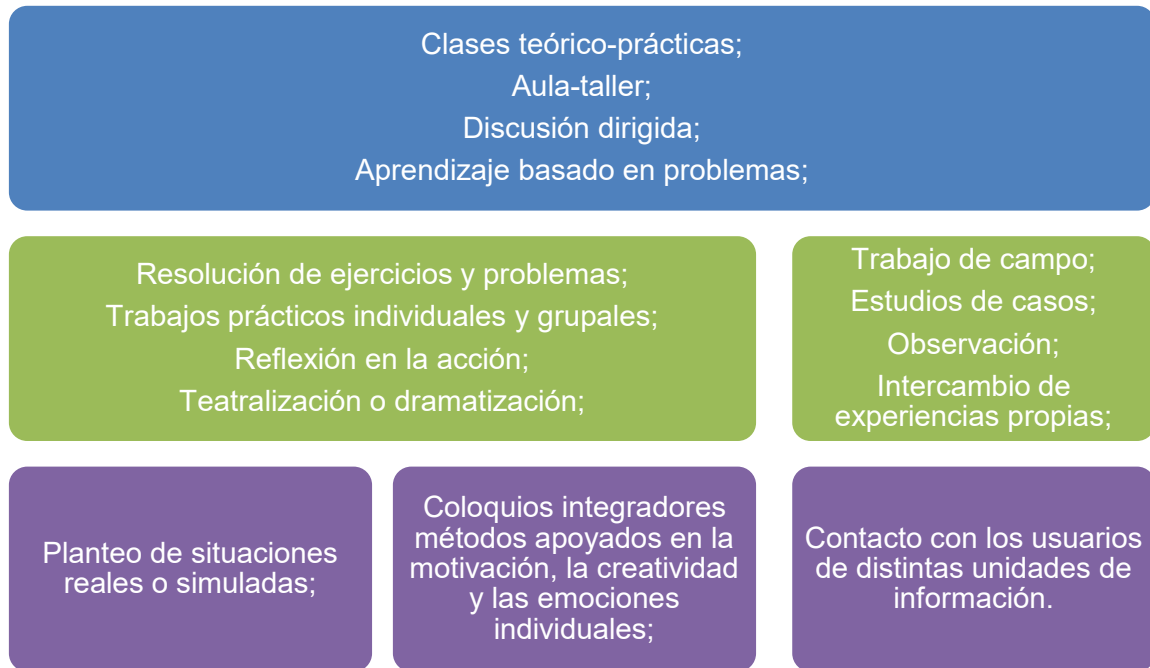 Clases teórico-prácticas;
Aula-taller;
Discusión dirigida;
Aprendizaje basado en problemas;
Resolución de ejercicios y problemas;
Trabajos prácticos individuales y grupales;
Reflexión en la acción;
Teatralización o dramatización;
Trabajo de campo;
Estudios de casos;
Observación;
Intercambio de
experiencias propias;
Planteo de situaciones
reales o simuladas;
Coloquios integradores
métodos apoyados en la
motivación, la creatividad
y las emociones
individuales;
Contacto con los usuarios
de distintas unidades de
información.